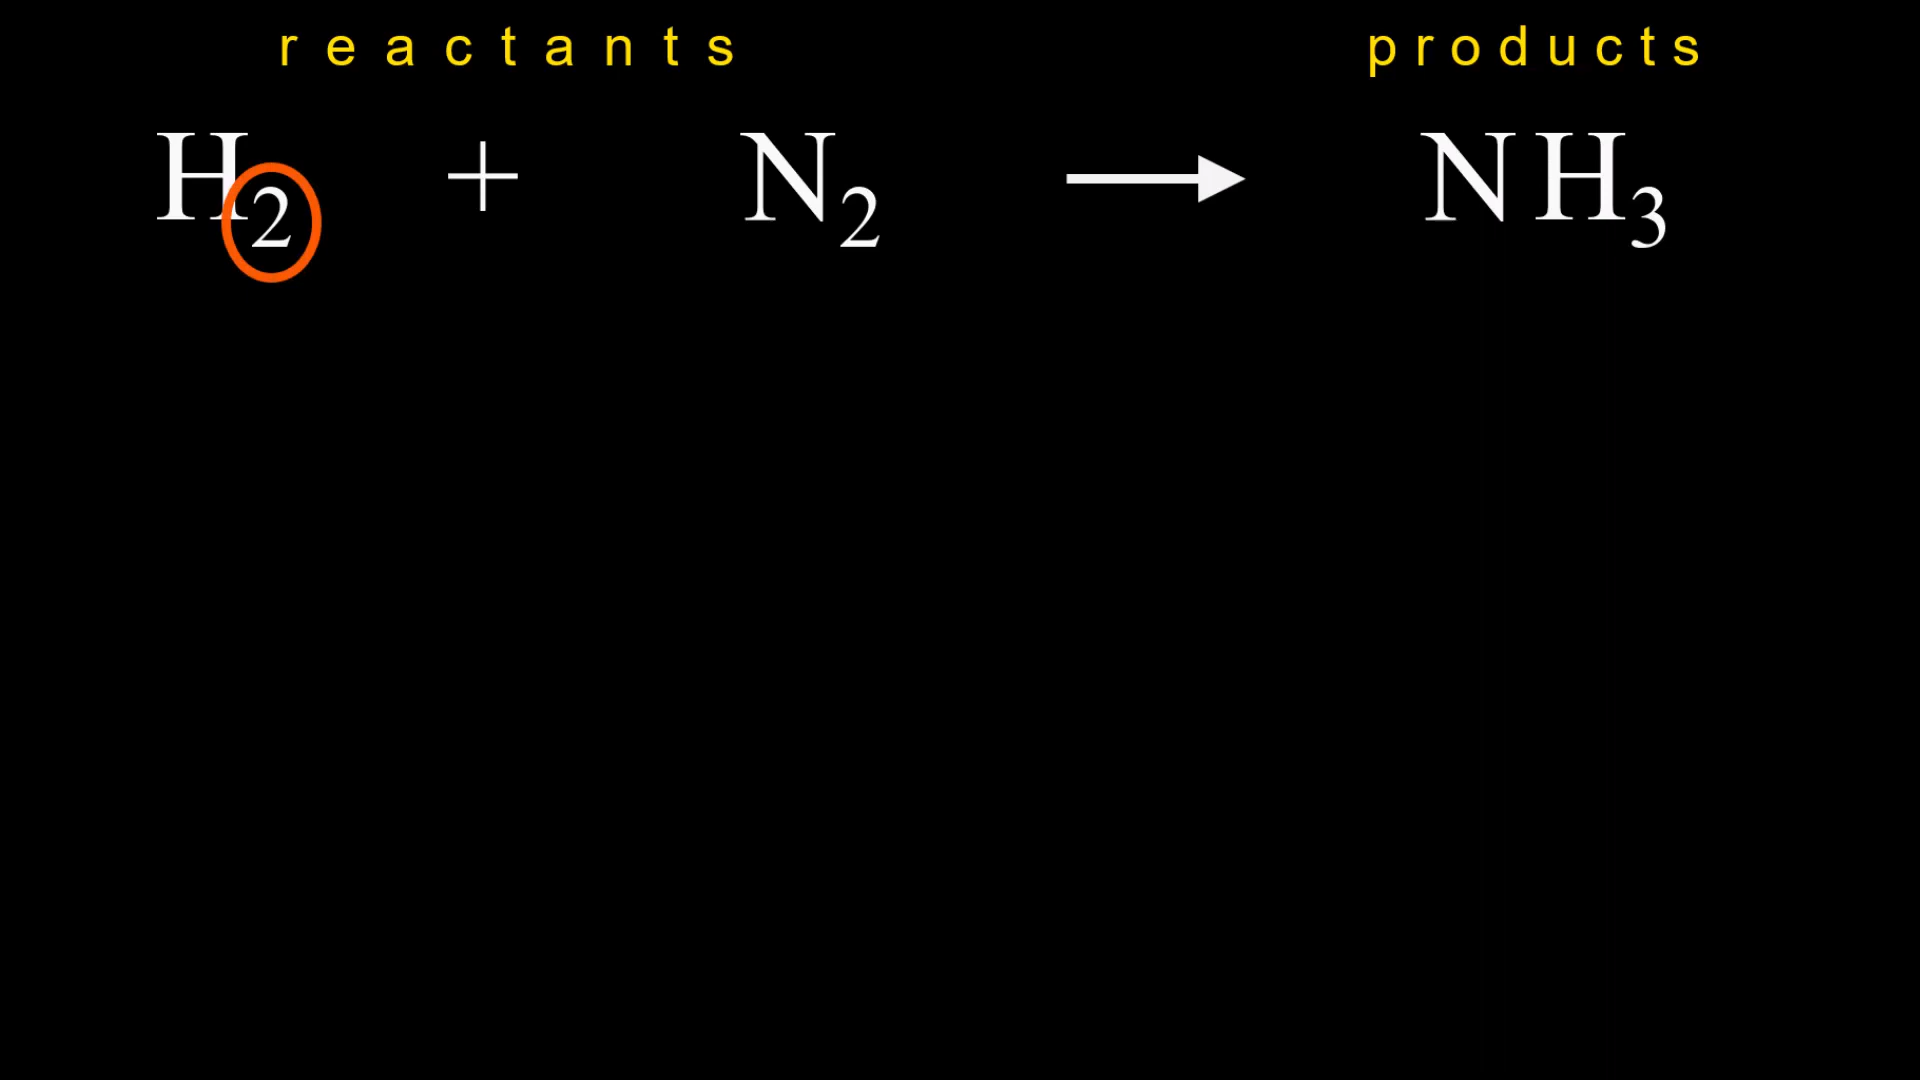 reactants products
H₂ + N₂ → NH₃